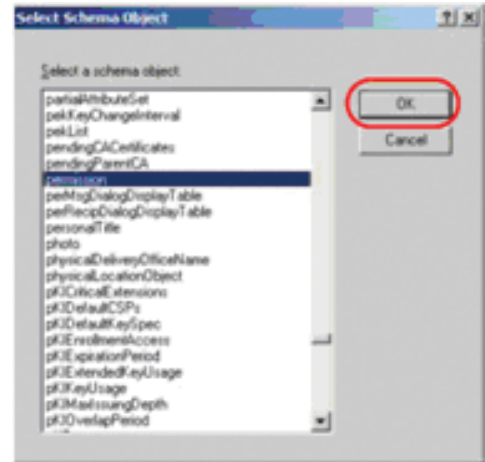 Select Schema Object
Select a schema object:
partialAttributeSet
pekKeyChangeInterval
pekList
pendingCACertificates
pendingParentCA
permission
perMsgDialogDisplayTable
perRecipDialogDisplayTable
personalTitle
photo
physicalDeliveryOfficeName
physicalLocationObject
pKICriticalExtensions
pKIDefaultCSPs
pKIDefaultKeySpec
pKIEnrollmentAccess
pKIExpirationPeriod
pKIExtendedKeyUsage
pKIKeyUsage
pKIMaxIssuingDepth
pKIOverlapPeriod
OK
Cancel